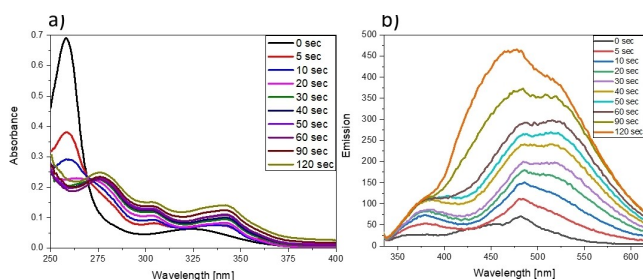 a)
0.7
0.6
0.5
0.4
0.3
0.2
0.1
0.0
Absorbance
250
275
300
325
350
375
400
Wavelength [nm]
0 sec
5 sec
10 sec
20 sec
30 sec
40 sec
50 sec
60 sec
90 sec
120 sec
b)
500
450
400
350
300
250
200
150
100
50
0
Emission
350
400
450
500
550
600
Wavelength [nm]
0 sec
5 sec
10 sec
20 sec
30 sec
40 sec
50 sec
60 sec
90 sec
120 sec